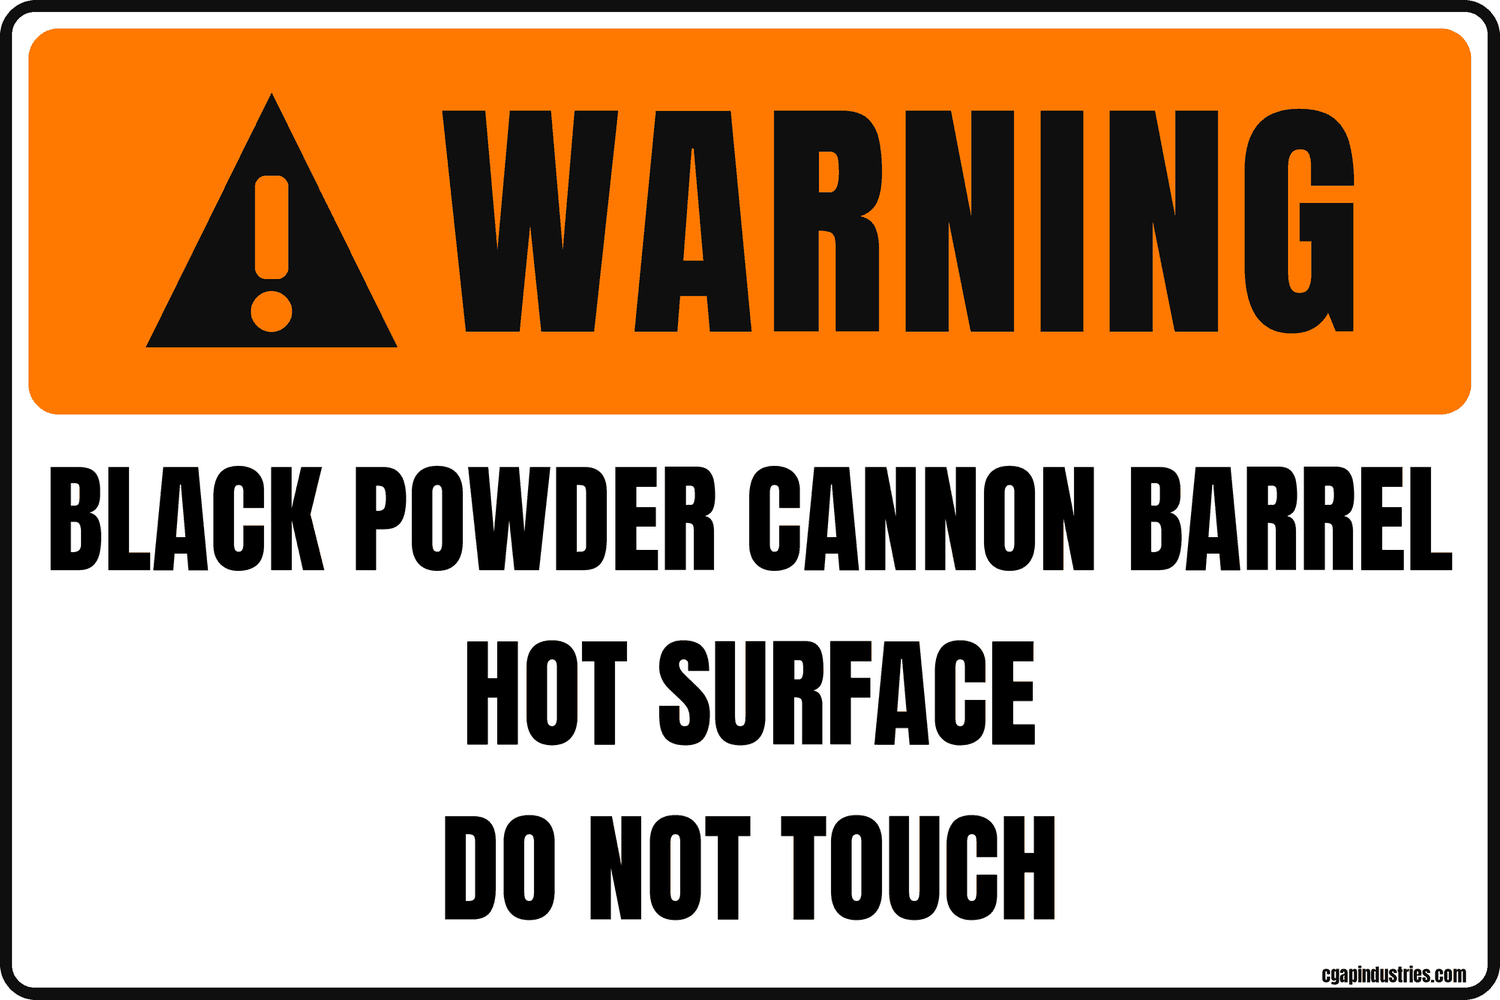 WARNING
BLACK POWDER CANNON BARREL
HOT SURFACE
DO NOT TOUCH
cgapindustries.com